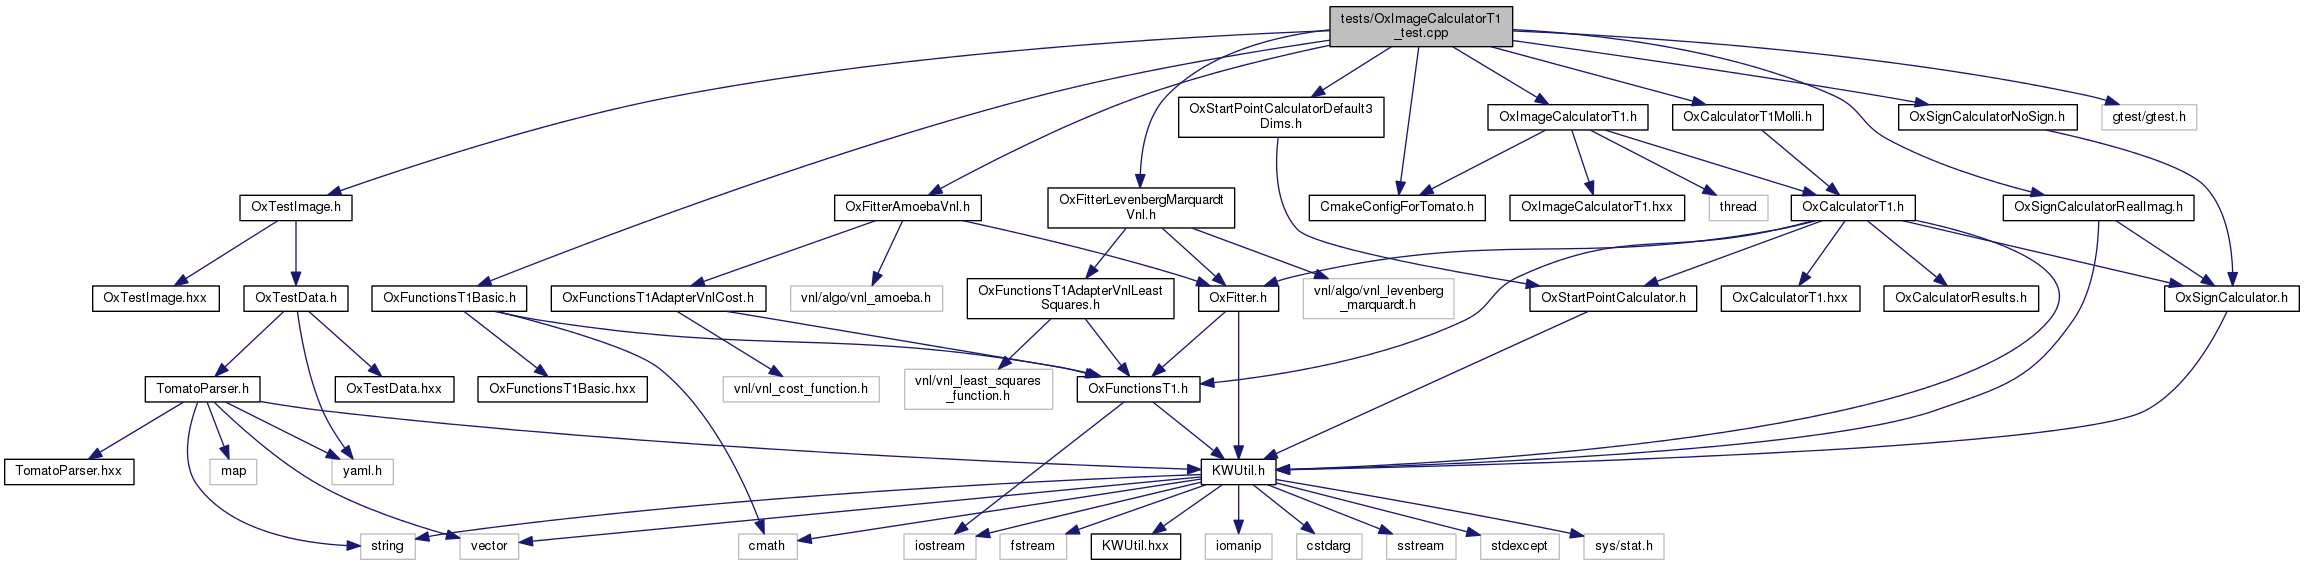 tests/OxImageCalculatorT1
_test.cpp
OxStartPointCalculatorDefault3
Dims.h
OxImageCalculatorT1.h
OxCalculatorT1Molli.h
OxSignCalculatorNoSign.h
gtest/gtest.h
OxTestImage.h
OxFitterAmoebaVnl.h
OxFitterLevenbergMarquardt
Vnl.h
CmakeConfigForTomato.h
OxImageCalculatorT1.hxx
thread
OxCalculatorT1.h
OxSignCalculatorRealImag.h
OxTestImage.hxx
OxTestData.h
OxFunctionsT1Basic.h
OxFunctionsT1AdapterVnlCost.h
vnl/algo/vnl_amoeba.h
OxFunctionsT1AdapterVnlLeast
Squares.h
OxFitter.h
vnl/algo/vnl_levenberg
_marquardt.h
OxStartPointCalculator.h
OxCalculatorT1.hxx
OxCalculatorResults.h
OxSignCalculator.h
TomatoParser.h
OxTestData.hxx
OxFunctionsT1Basic.hxx
vnl/vnl_cost_function.h
vnl/vnl_least_squares
_function.h
OxFunctionsT1.h
TomatoParser.hxx
map
yaml.h
KWUtil.h
string
vector
cmath
iostream
fstream
KWUtil.hxx
iomanip
cstdarg
sstream
stdexcept
sys/stat.h